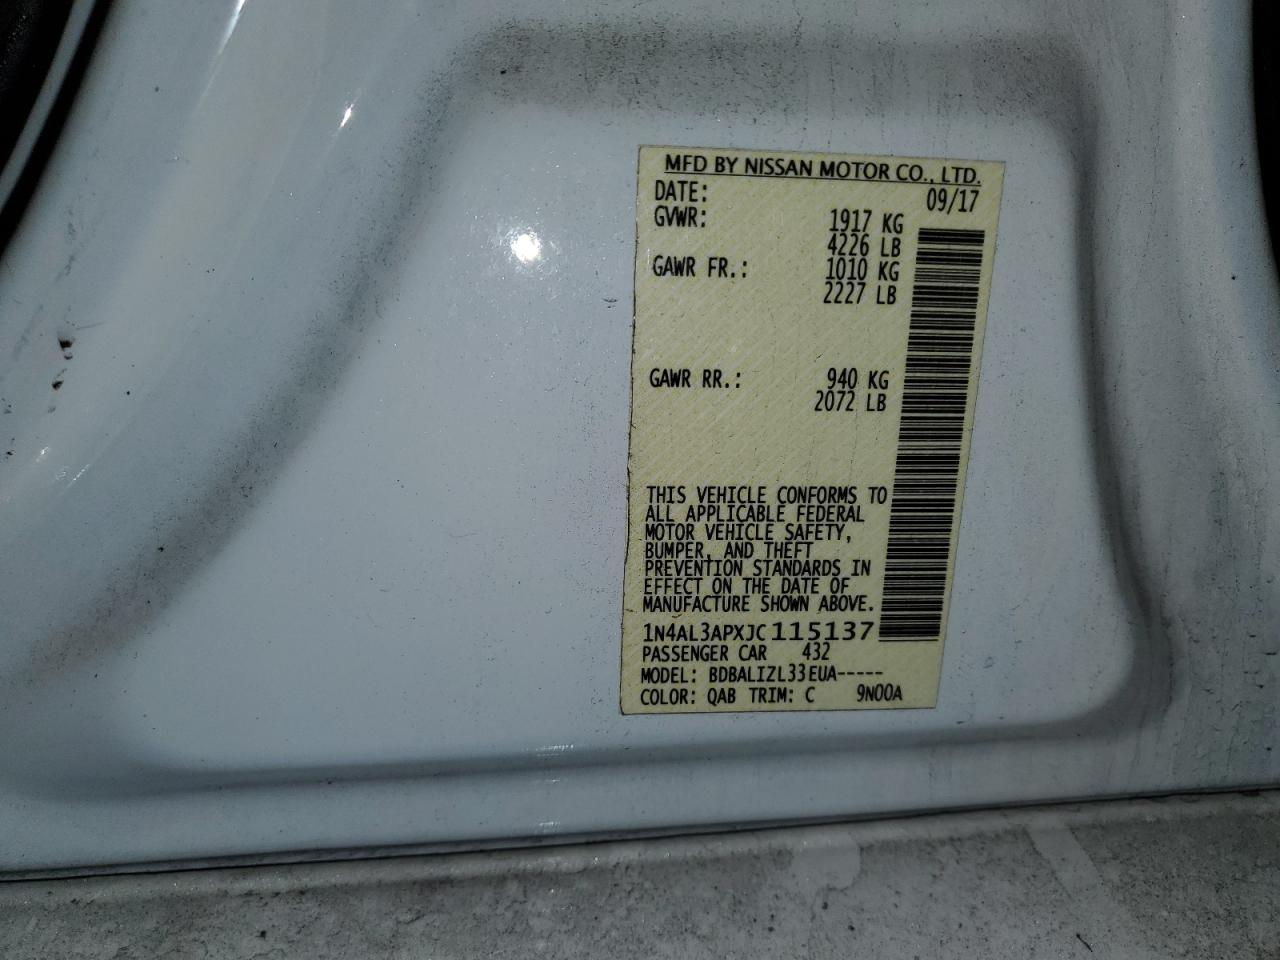 MFD BY NISSAN MOTOR CO., LTD.
DATE: 09/17
GVWR: 1917 KG
4226 LB
GAWR FR.: 1010 KG
2227 LB
GAWR RR.: 940 KG
2072 LB
THIS VEHICLE CONFORMS TO
ALL APPLICABLE FEDERAL
MOTOR VEHICLE SAFETY,
BUMPER, AND THEFT
PREVENTION STANDARDS IN
EFFECT ON THE DATE OF
MANUFACTURE SHOWN ABOVE.
1N4AL3APXJC115137
PASSENGER CAR 432
MODEL: BDBALIZL33EUA-----
COLOR: QAB TRIM: C 9N00A